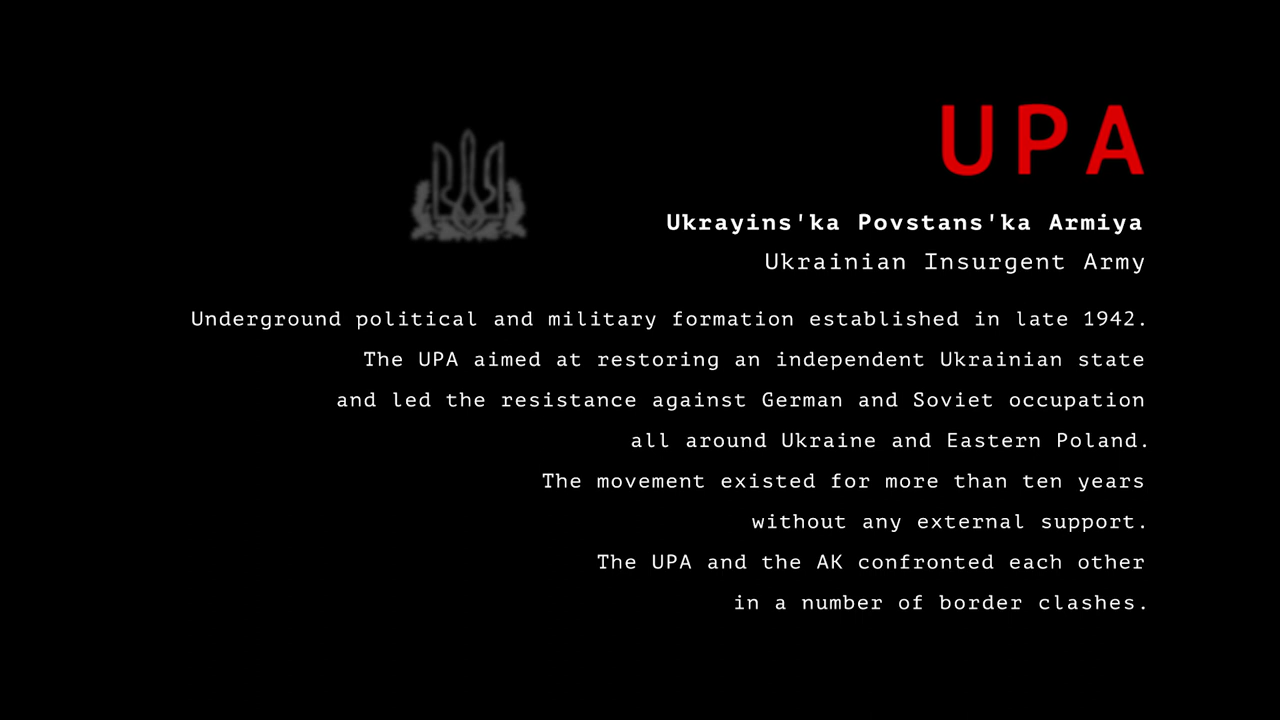 UPA
Ukrayins'ka Povstans'ka Armiya
Ukrainian Insurgent Army
Underground political and military formation established in late 1942.
The UPA aimed at restoring an independent Ukrainian state
and led the resistance against German and Soviet occupation
all around Ukraine and Eastern Poland.
The movement existed for more than ten years
without any external support.
The UPA and the AK confronted each other
in a number of border clashes.